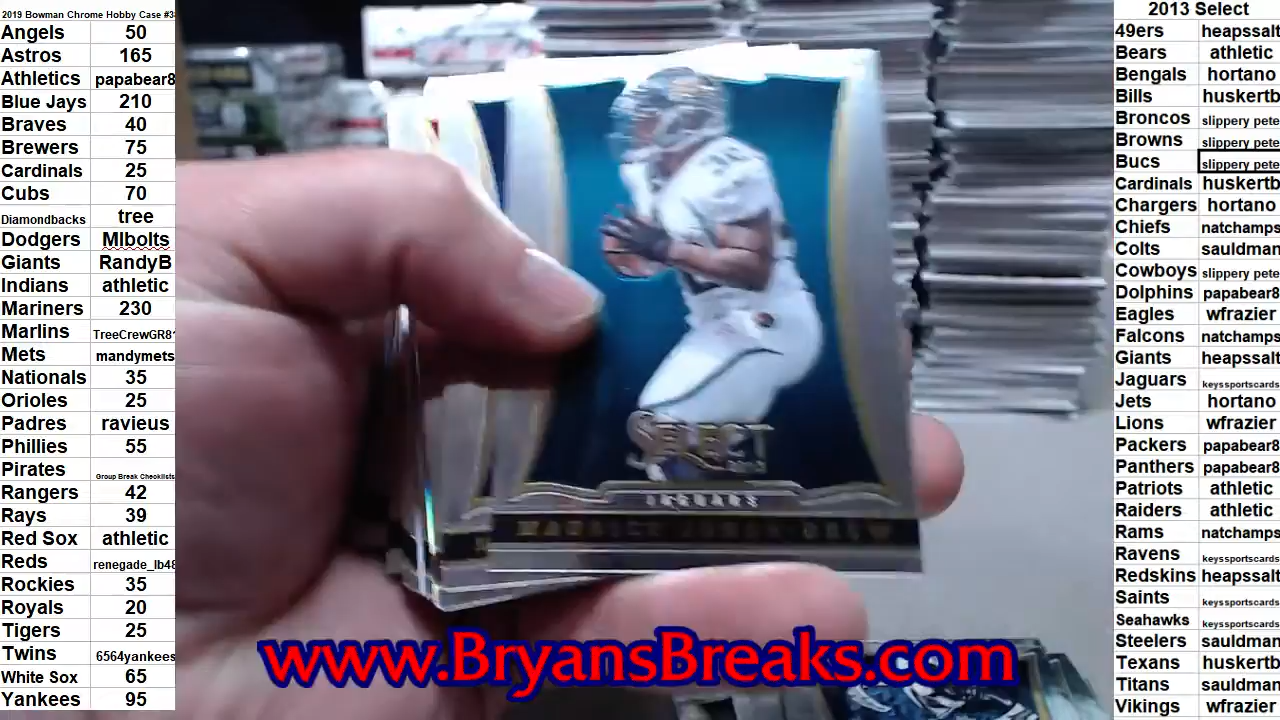 2019 Bowman Chrome Hobby Case #3
Angels 50
Astros 165
Athletics papabear8
Blue Jays 210
Braves 40
Brewers 75
Cardinals 25
Cubs 70
Diamondbacks tree
Dodgers Mlbolts
Giants RandyB
Indians athletic
Mariners 230
Marlins TreeCrewGR8
Mets mandymets
Nationals 35
Orioles 25
Padres ravieus
Phillies 55
Pirates Group Break Checklists
Rangers 42
Rays 39
Red Sox athletic
Reds renegade_lb48
Rockies 35
Royals 20
Tigers 25
Twins 6564yankees
White Sox 65
Yankees 95
SELECT
2013
JAGUARS
MAURICE JONES-DREW
www.BryansBreaks.com
2013 Select
49ers heapssalt
Bears athletic
Bengals hortano
Bills huskertb
Broncos slippery pete
Browns slippery pete
Bucs slippery pete
Cardinals huskertb
Chargers hortano
Chiefs natchamps
Colts sauldman
Cowboys slippery pete
Dolphins papabear8
Eagles wfrazier
Falcons natchamps
Giants heapssalt
Jaguars keyssportscards
Jets hortano
Lions wfrazier
Packers papabear8
Panthers papabear8
Patriots athletic
Raiders athletic
Rams natchamps
Ravens keyssportscards
Redskins heapssalt
Saints keyssportscards
Seahawks keyssportscards
Steelers sauldman
Texans huskertb
Titans sauldman
Vikings wfrazier